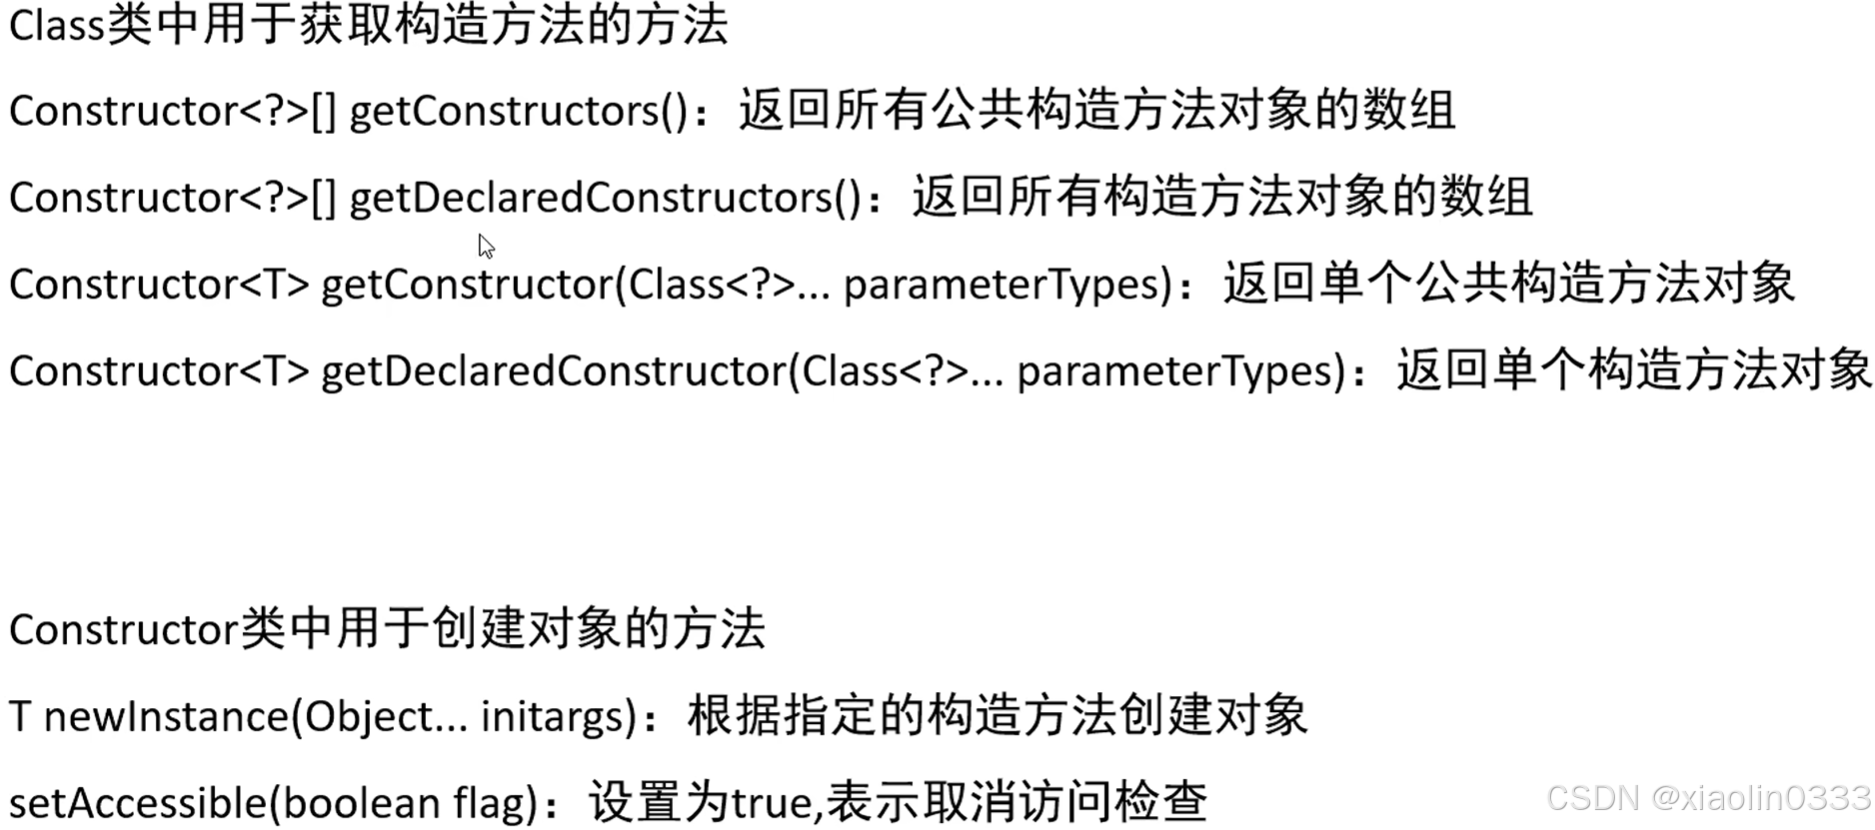 Class类中用于获取构造方法的方法
Constructor<?>[] getConstructors()：返回所有公共构造方法对象的数组
Constructor<?>[] getDeclaredConstructors()：返回所有构造方法对象的数组
Constructor<T> getConstructor(Class<?>... parameterTypes)：返回单个公共构造方法对象
Constructor<T> getDeclaredConstructor(Class<?>... parameterTypes)：返回单个构造方法对象
Constructor类中用于创建对象的方法
T newInstance(Object... initargs)：根据指定的构造方法创建对象
setAccessible(boolean flag)：设置为true,表示取消访问检查
CSDN @xiaolin0333